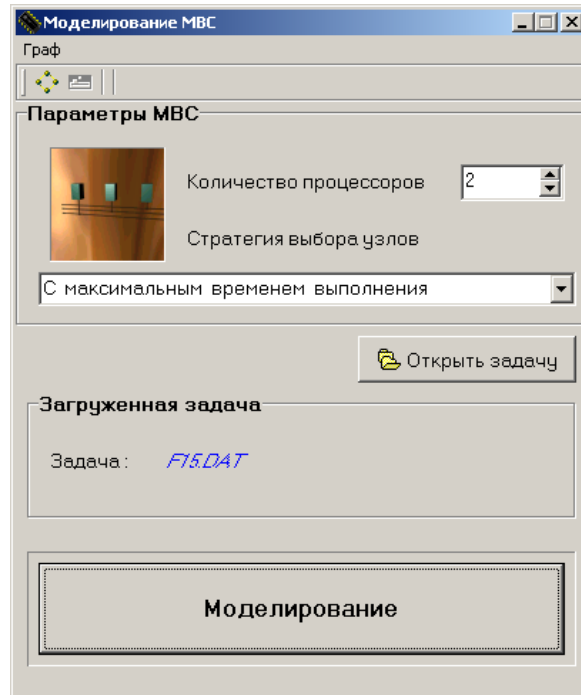 Моделирование МВС
Граф
Параметры МВС
Количество процессоров 2
Стратегия выбора узлов
С максимальным временем выполнения
Открыть задачу
Загруженная задача
Задача: F15.DAT
Моделирование